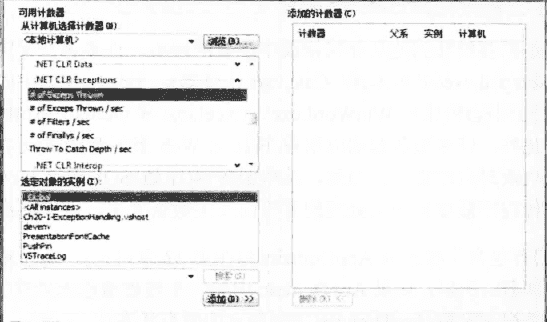 可用计数器
从计算机选择计数器(U)
<本地计算机>
浏览(B)...
.NET CLR Data
.NET CLR Exceptions
# of Exceps Thrown
# of Exceps Thrown / sec
# of Filters / sec
# of Finallys / sec
Throw To Catch Depth / sec
.NET CLR Interop
选定对象的实例(I):
_Global_
<All instances>
Ch20-1-ExceptionHandling.vshost
devenv
PresentationFontCache
PushPin
VSTraceLog
搜索(S)
添加(D) >>
添加的计数器(C)
计数器 父系 实例 计算机
删除(R) <<